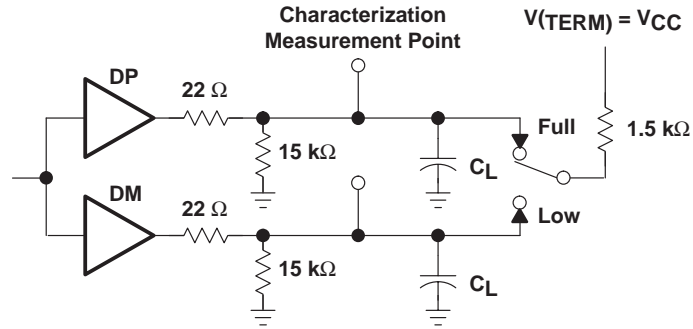 Characterization
Measurement Point
V(TERM) = VCC
DP
22 Ω
Full
1.5 kΩ
15 kΩ
CL
DM
22 Ω
Low
15 kΩ
CL